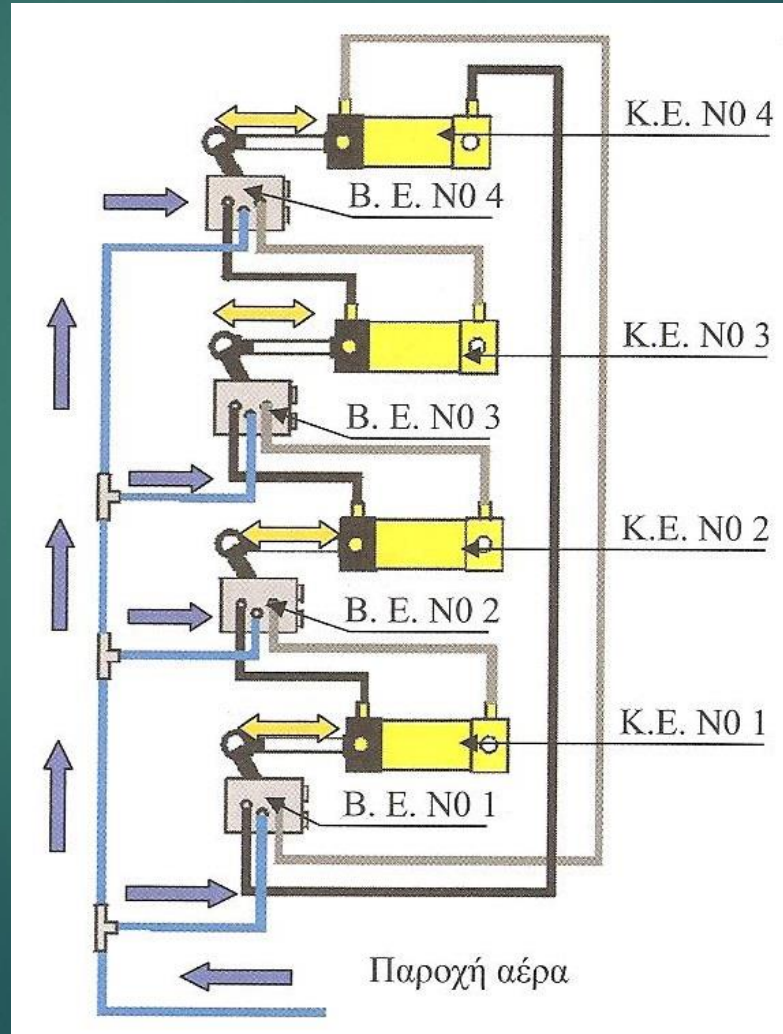 Κ.Ε. Ν0 4
Β. Ε. Ν0 4
Κ.Ε. Ν0 3
Β. Ε. Ν0 3
Κ.Ε. Ν0 2
Β. Ε. Ν0 2
Κ.Ε. Ν0 1
Β. Ε. Ν0 1
Παροχή αέρα